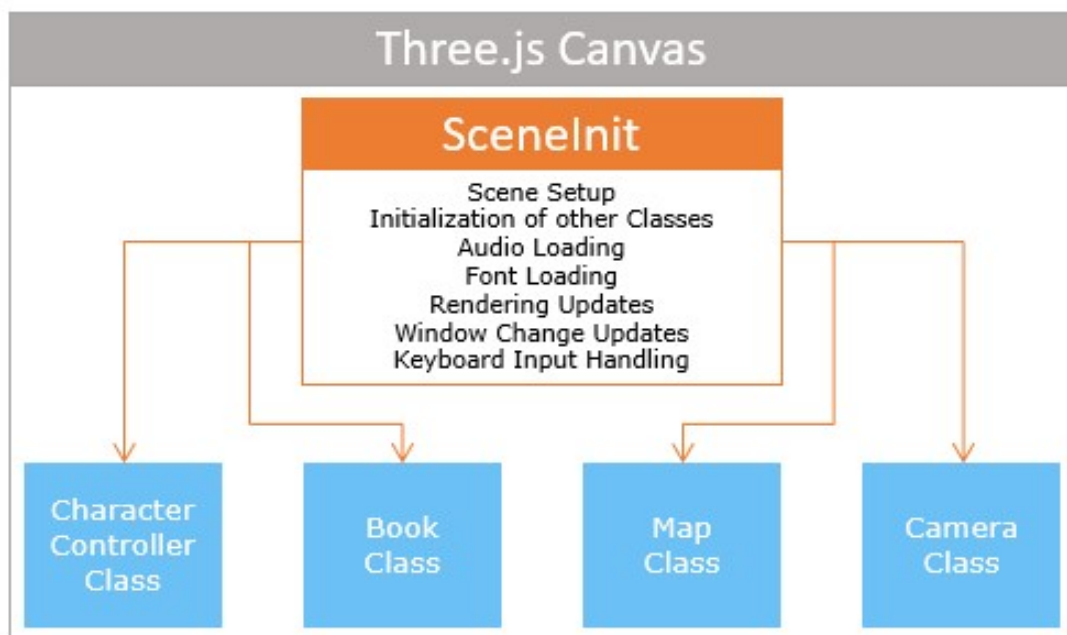 Three.js Canvas
SceneInit
Scene Setup
Initialization of other Classes
Audio Loading
Font Loading
Rendering Updates
Window Change Updates
Keyboard Input Handling
Character
Controller
Class
Book
Class
Map
Class
Camera
Class